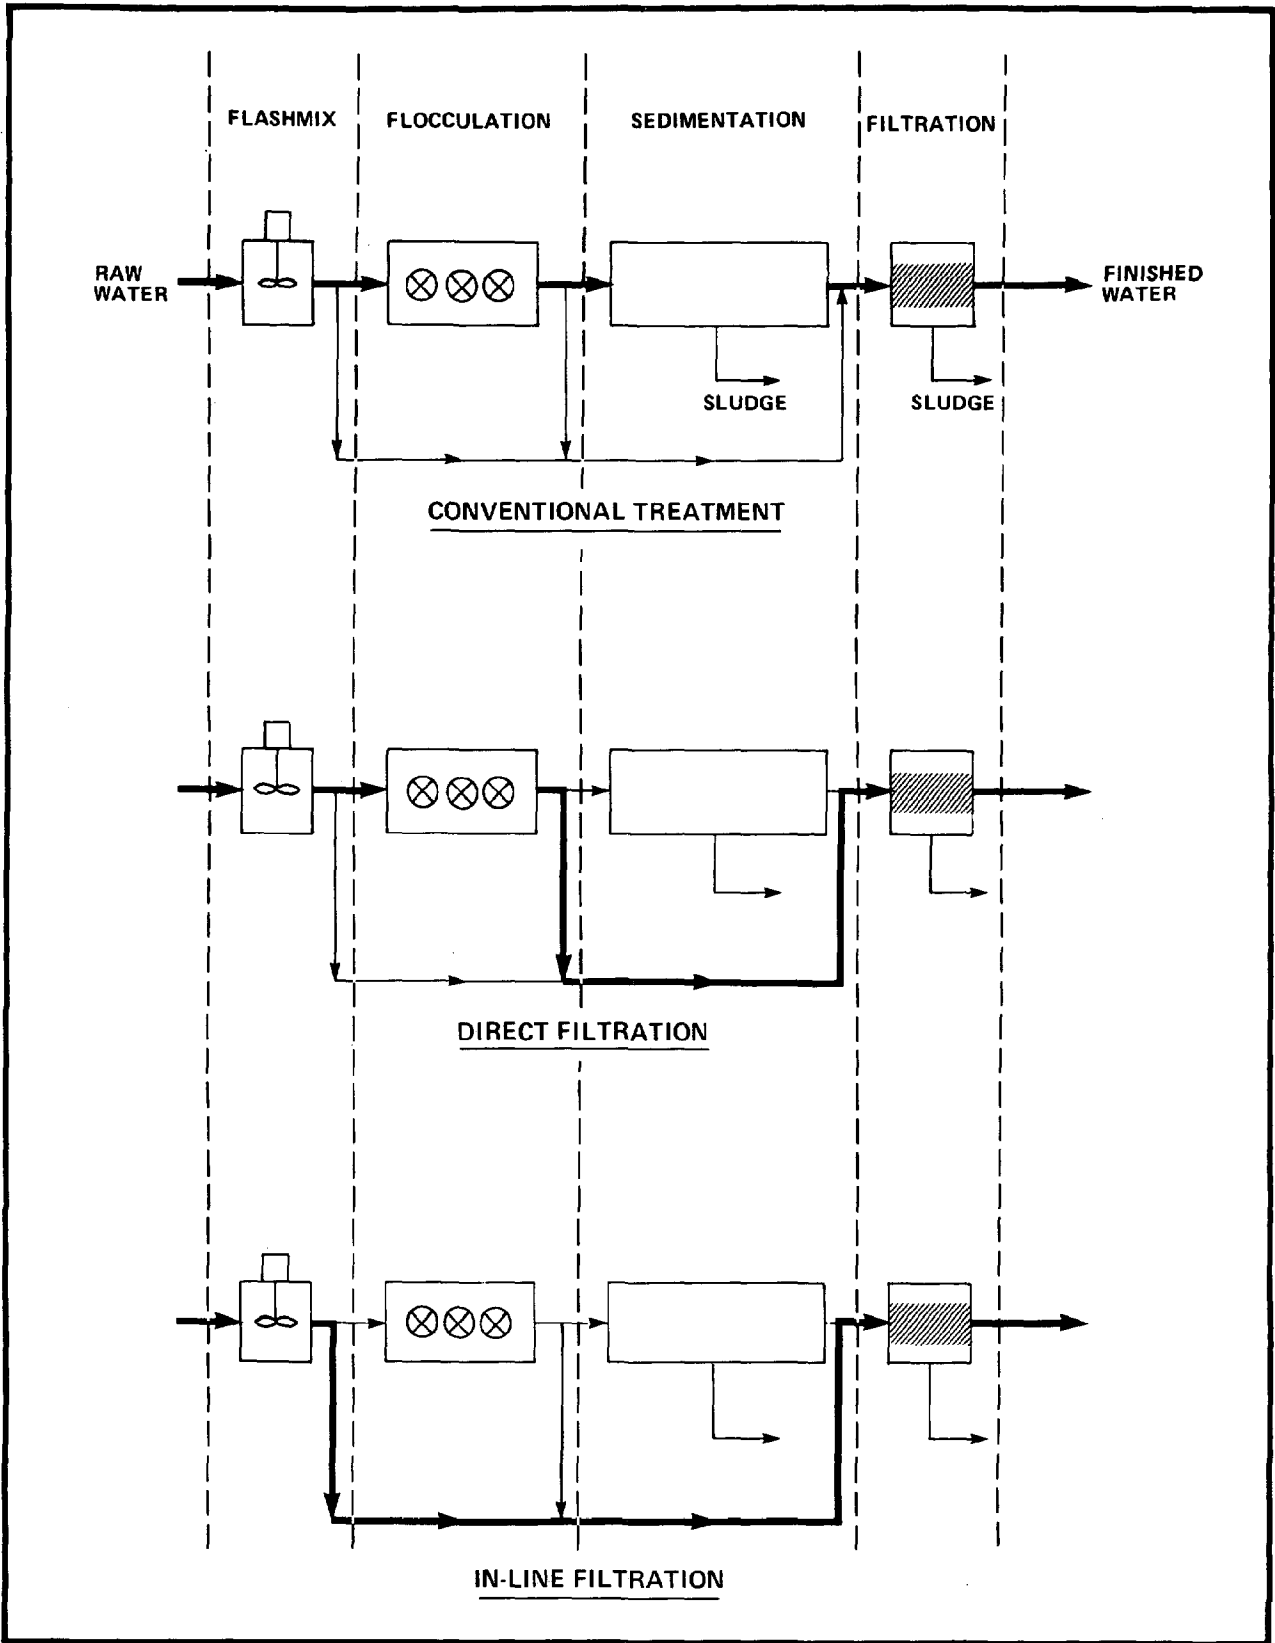 FLASHMIX
FLOCCULATION
SEDIMENTATION
FILTRATION
RAW
WATER
FINISHED
WATER
SLUDGE
SLUDGE
CONVENTIONAL TREATMENT
DIRECT FILTRATION
IN-LINE FILTRATION